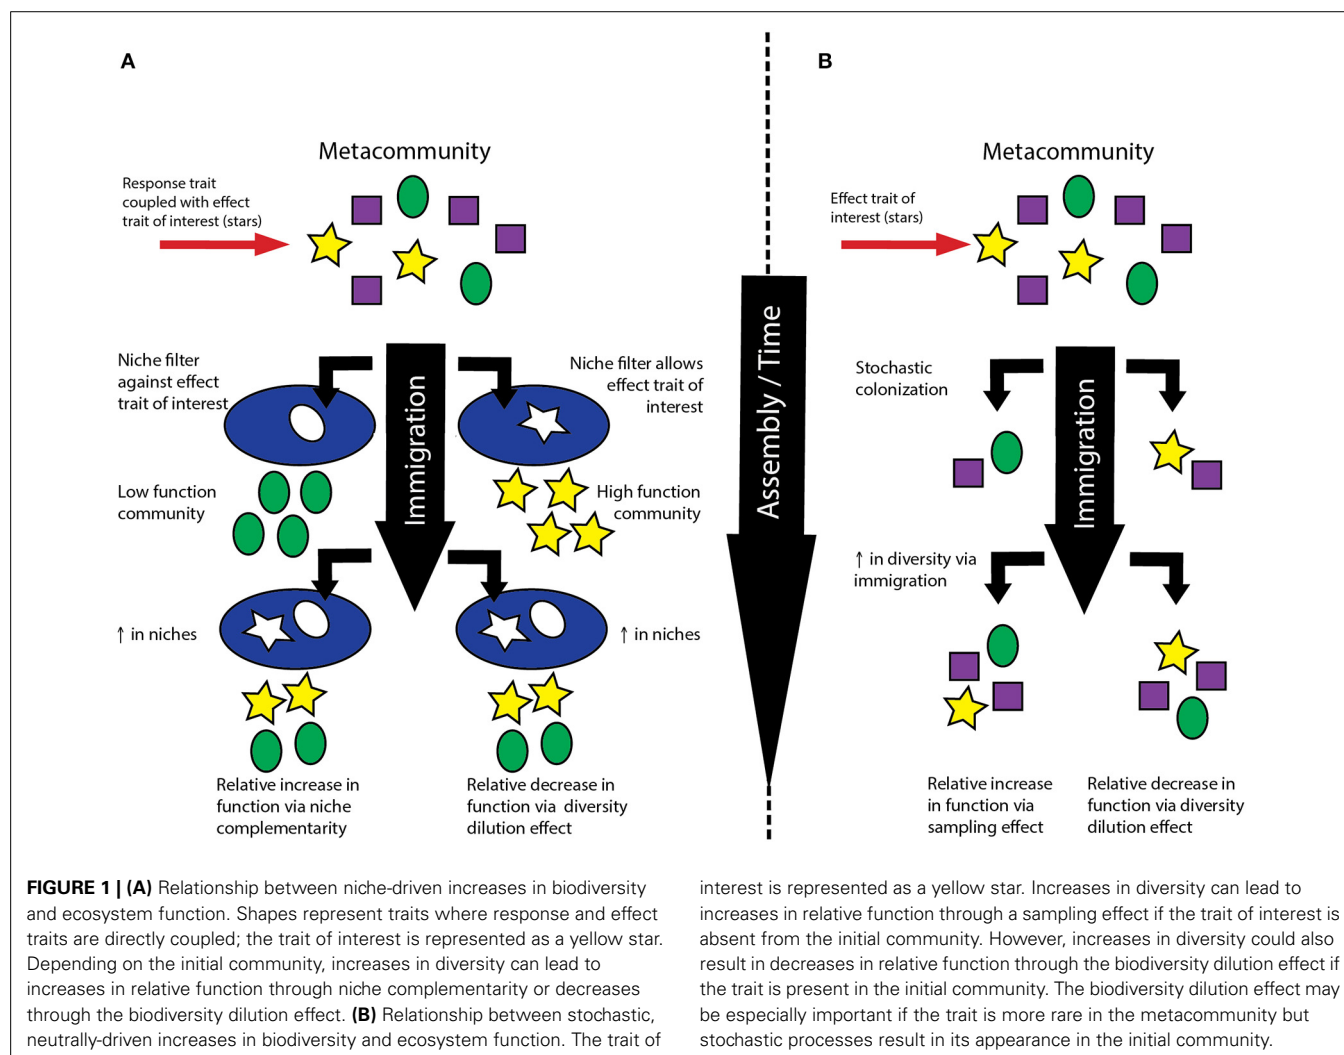 A
Metacommunity
Response trait
coupled with effect
trait of interest (stars)
Niche filter
against effect
trait of interest
Niche filter allows
effect trait of
interest
Immigration
Low function
community
High function
community
↑ in niches
↑ in niches
Relative increase in
function via niche
complementarity
Relative decrease in
function via diversity
dilution effect
Assembly / Time
B
Metacommunity
Effect trait of
interest (stars)
Stochastic
colonization
Immigration
↑ in diversity via
immigration
Relative increase
in function via
sampling effect
Relative decrease in
function via diversity
dilution effect
FIGURE 1 | (A) Relationship between niche-driven increases in biodiversity
and ecosystem function. Shapes represent traits where response and effect
traits are directly coupled; the trait of interest is represented as a yellow star.
Depending on the initial community, increases in diversity can lead to
increases in relative function through niche complementarity or decreases
through the biodiversity dilution effect. (B) Relationship between stochastic,
neutrally-driven increases in biodiversity and ecosystem function. The trait of
interest is represented as a yellow star. Increases in diversity can lead to
increases in relative function through a sampling effect if the trait of interest is
absent from the initial community. However, increases in diversity could also
result in decreases in relative function through the biodiversity dilution effect if
the trait is present in the initial community. The biodiversity dilution effect may
be especially important if the trait is more rare in the metacommunity but
stochastic processes result in its appearance in the initial community.